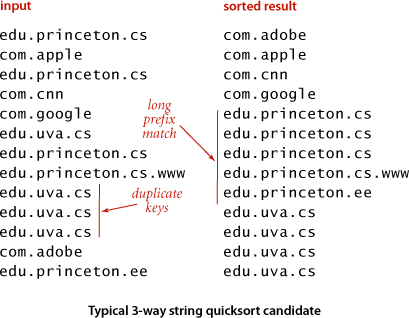 input sorted result
edu.princeton.cs com.adobe
com.apple com.apple
edu.princeton.cs com.cnn
com.cnn com.google
com.google edu.princeton.cs
edu.uva.cs edu.princeton.cs
edu.princeton.cs edu.princeton.cs
edu.princeton.cs.www edu.princeton.cs.www
edu.uva.cs edu.princeton.ee
edu.uva.cs edu.uva.cs
edu.uva.cs edu.uva.cs
com.adobe edu.uva.cs
edu.princeton.ee edu.uva.cs
long
prefix
match
duplicate
keys
Typical 3-way string quicksort candidate